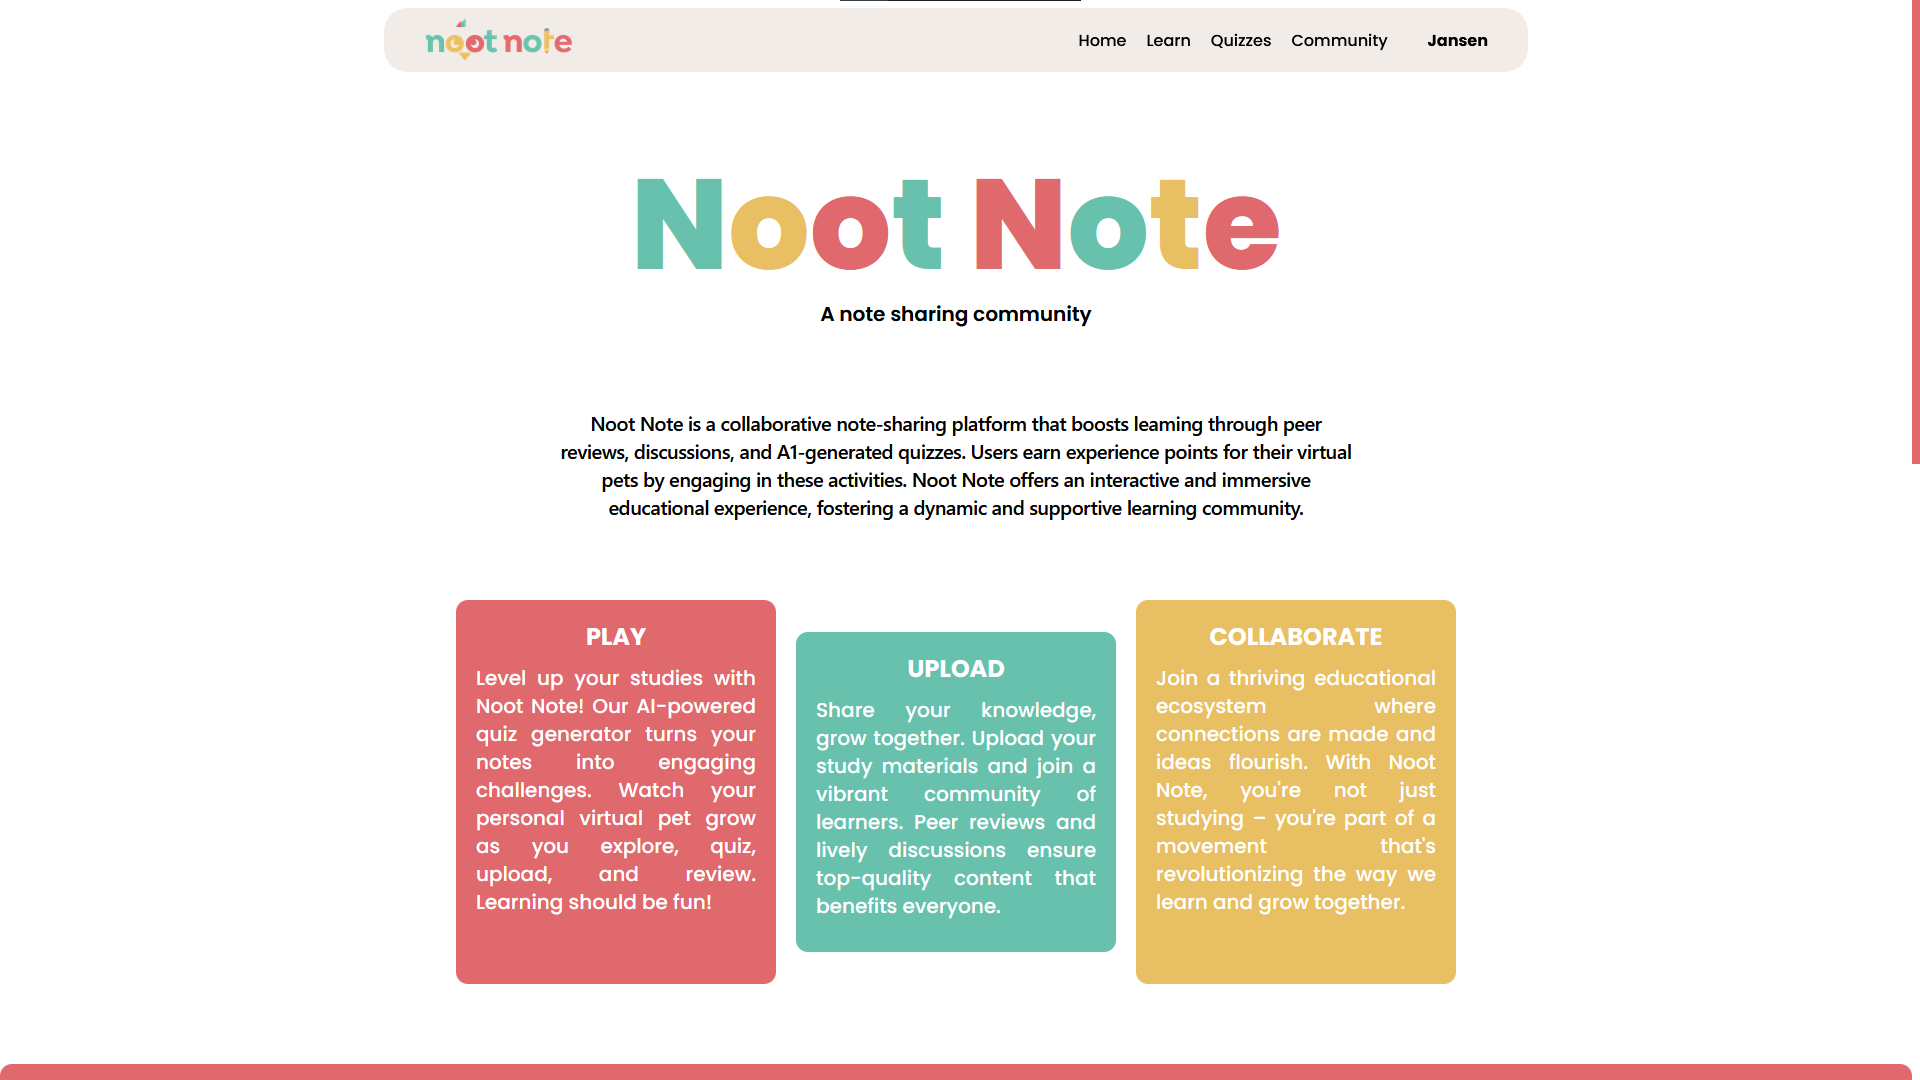 noot note
Home Learn Quizzes Community Jansen
Noot Note
A note sharing community
Noot Note is a collaborative note-sharing platform that boosts learning through peer
reviews, discussions, and A1-generated quizzes. Users earn experience points for their virtual
pets by engaging in these activities. Noot Note offers an interactive and immersive
educational experience, fostering a dynamic and supportive learning community.
PLAY
Level up your studies with
Noot Note! Our AI-powered
quiz generator turns your
notes into engaging
challenges. Watch your
personal virtual pet grow
as you explore, quiz,
upload, and review.
Learning should be fun!
UPLOAD
Share your knowledge,
grow together. Upload your
study materials and join a
vibrant community of
learners. Peer reviews and
lively discussions ensure
top-quality content that
benefits everyone.
COLLABORATE
Join a thriving educational
ecosystem where
connections are made and
ideas flourish. With Noot
Note, you're not just
studying – you're part of a
movement that's
revolutionizing the way we
learn and grow together.